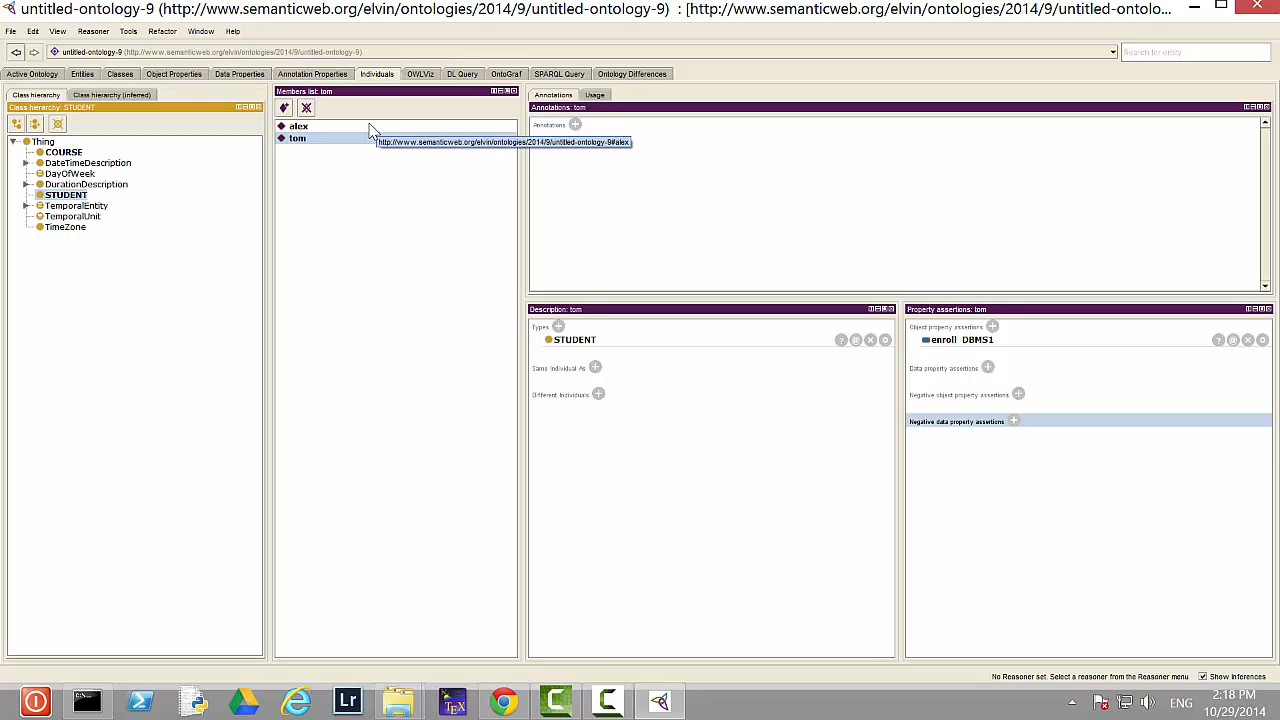 untitled-ontology-9 (http://www.semanticweb.org/elvin/ontologies/2014/9/untitled-ontology-9) : [http://www.semanticweb.org/elvin/ontologies/2014/9/untitled-ontolo...
File Edit View Reasoner Tools Refactor Window Help
untitled-ontology-9 (http://www.semanticweb.org/elvin/ontologies/2014/9/untitled-ontology-9)
Search for entity
Active Ontology Entities Classes Object Properties Data Properties Annotation Properties Individuals OWLViz DL Query OntoGraf SPARQL Query Ontology Differences
Class hierarchy Class hierarchy (inferred)
Class hierarchy: STUDENT
Thing
COURSE
DateTimeDescription
DayOfWeek
DurationDescription
STUDENT
TemporalEntity
TemporalUnit
TimeZone
Members list: tom
alex
tom
http://www.semanticweb.org/elvin/ontologies/2014/9/untitled-ontology-9#alex
Annotations Usage
Annotations: tom
Annotations
Description: tom
Types
STUDENT
Same Individual As
Different Individuals
Property assertions: tom
Object property assertions
enroll DBMS1
Data property assertions
Negative object property assertions
Negative data property assertions
No Reasoner set. Select a reasoner from the Reasoner menu
Show Inferences
Lr
TEX
ENG
2:18 PM
10/29/2014